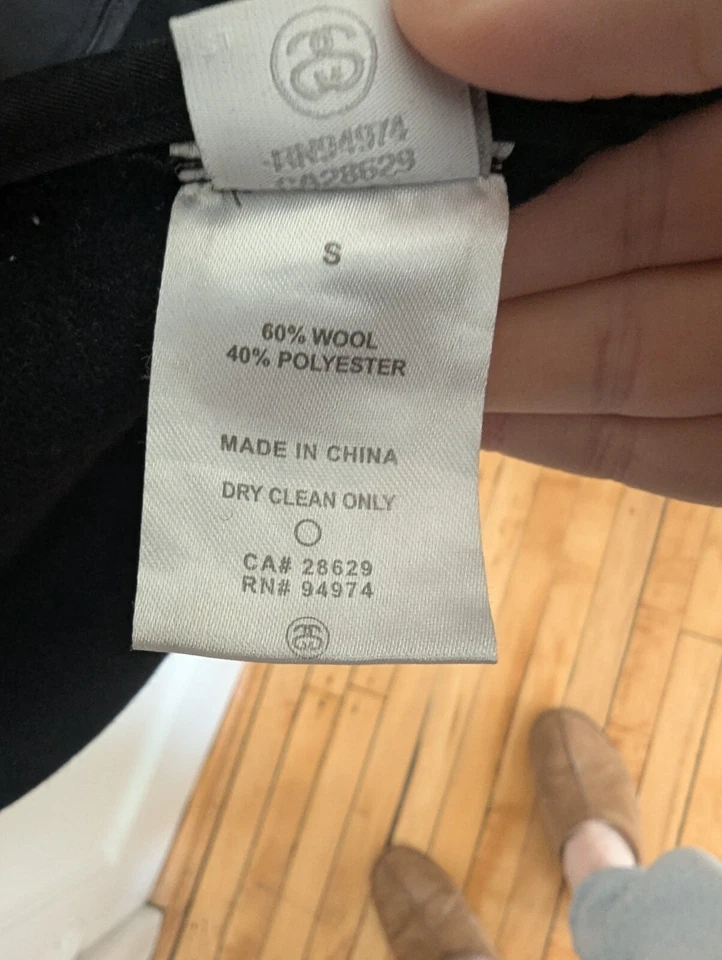 RN94974
CA28629
S
60% WOOL
40% POLYESTER
MADE IN CHINA
DRY CLEAN ONLY
CA# 28629
RN# 94974